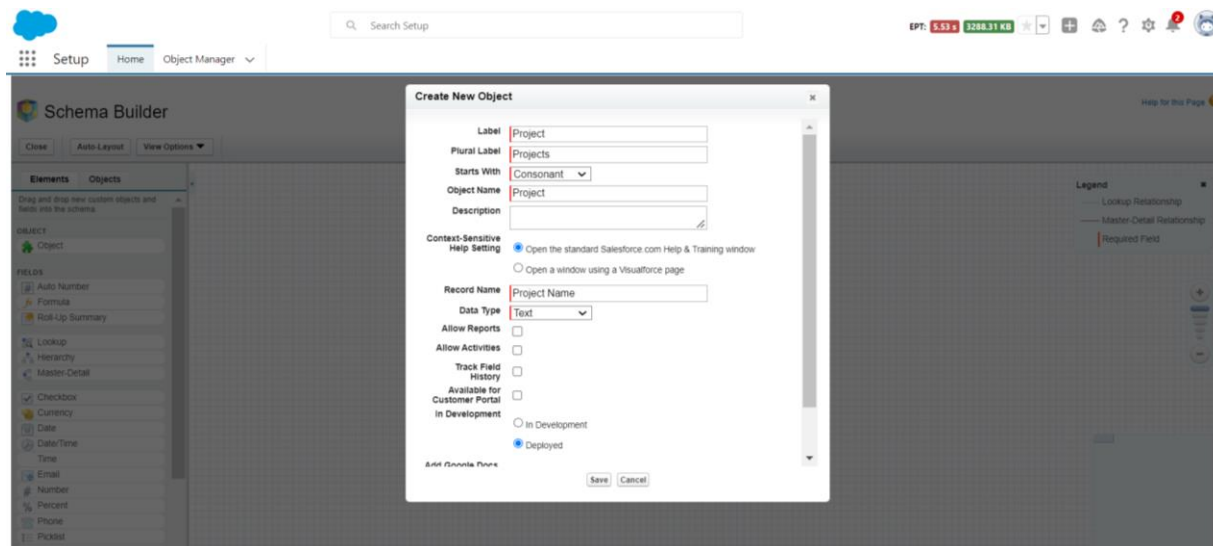 Search Setup
EPT: 5.53 s 3288.31 KB
2
Setup Home Object Manager
Schema Builder
Help for this Page
Close Auto-Layout View Options
Elements Objects
Drag and drop new custom objects and
fields into the schema.
OBJECT
Object
FIELDS
Auto Number
Formula
Roll-Up Summary
Lookup
Hierarchy
Master-Detail
Checkbox
Currency
Date
Date/Time
Time
Email
Number
Percent
Phone
Picklist
Create New Object
Label Project
Plural Label Projects
Starts With Consonant
Object Name Project
Description
Context-Sensitive
Help Setting
Open the standard Salesforce.com Help & Training window
Open a window using a Visualforce page
Record Name Project Name
Data Type Text
Allow Reports
Allow Activities
Track Field
History
Available for
Customer Portal
In Development
In Development
Deployed
Add Google Docs
Save Cancel
Legend
Lookup Relationship
Master-Detail Relationship
Required Field